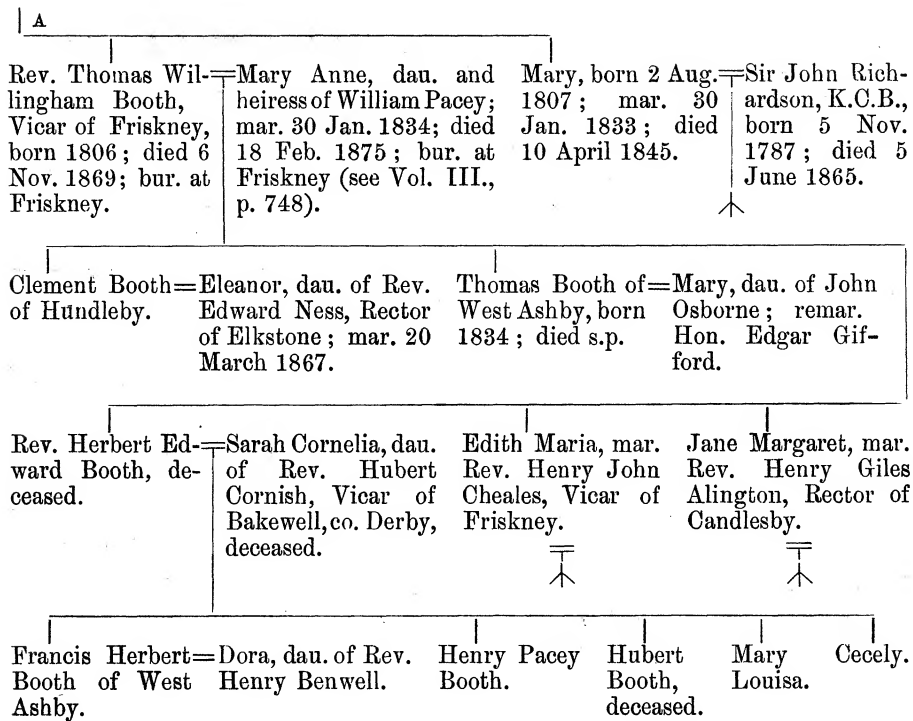 A
Rev. Thomas Wil-
lingham Booth,
Vicar of Friskney,
born 1806; died 6
Nov. 1869; bur. at
Friskney.
Mary Anne, dau. and
heiress of William Pacey;
mar. 30 Jan. 1834; died
18 Feb. 1875; bur. at
Friskney (see Vol. III.,
p. 748).
Mary, born 2 Aug.
1807; mar. 30
Jan. 1833; died
10 April 1845.
Sir John Rich-
ardson, K.C.B.,
born 5 Nov.
1787; died 5
June 1865.
Clement Booth=
of Hundleby.
Eleanor, dau. of Rev.
Edward Ness, Rector
of Elkstone; mar. 20
March 1867.
Thomas Booth of=
West Ashby, born
1834; died s.p.
Mary, dau. of John
Osborne; remar.
Hon. Edgar Gif-
ford.
Rev. Herbert Ed-
ward Booth, de-
ceased.
Sarah Cornelia, dau.
of Rev. Hubert
Cornish, Vicar of
Bakewell, co. Derby,
deceased.
Edith Maria, mar.
Rev. Henry John
Cheales, Vicar of
Friskney.
Jane Margaret, mar.
Rev. Henry Giles
Alington, Rector of
Candlesby.
Francis Herbert=
Booth of West
Ashby.
Dora, dau. of Rev.
Henry Benwell.
Henry Pacey
Booth.
Hubert
Booth,
deceased.
Mary
Louisa.
Cecely.